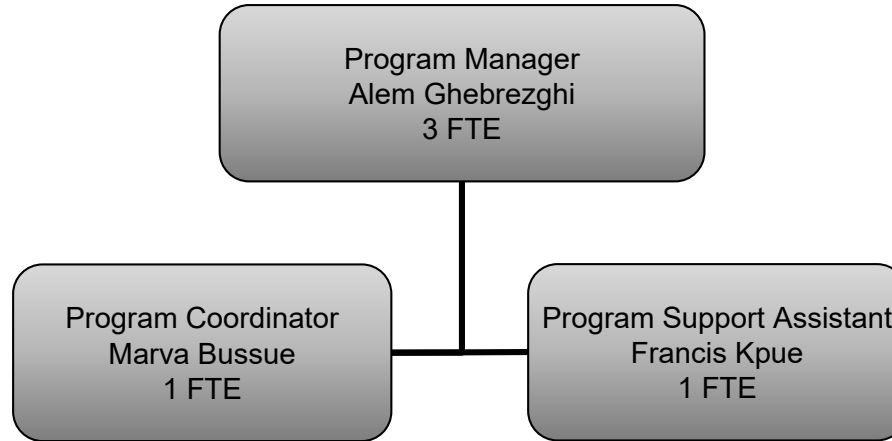 Program Manager
Alem Ghebrezghi
3 FTE
Program Coordinator
Marva Bussue
1 FTE
Program Support Assistant
Francis Kpue
1 FTE